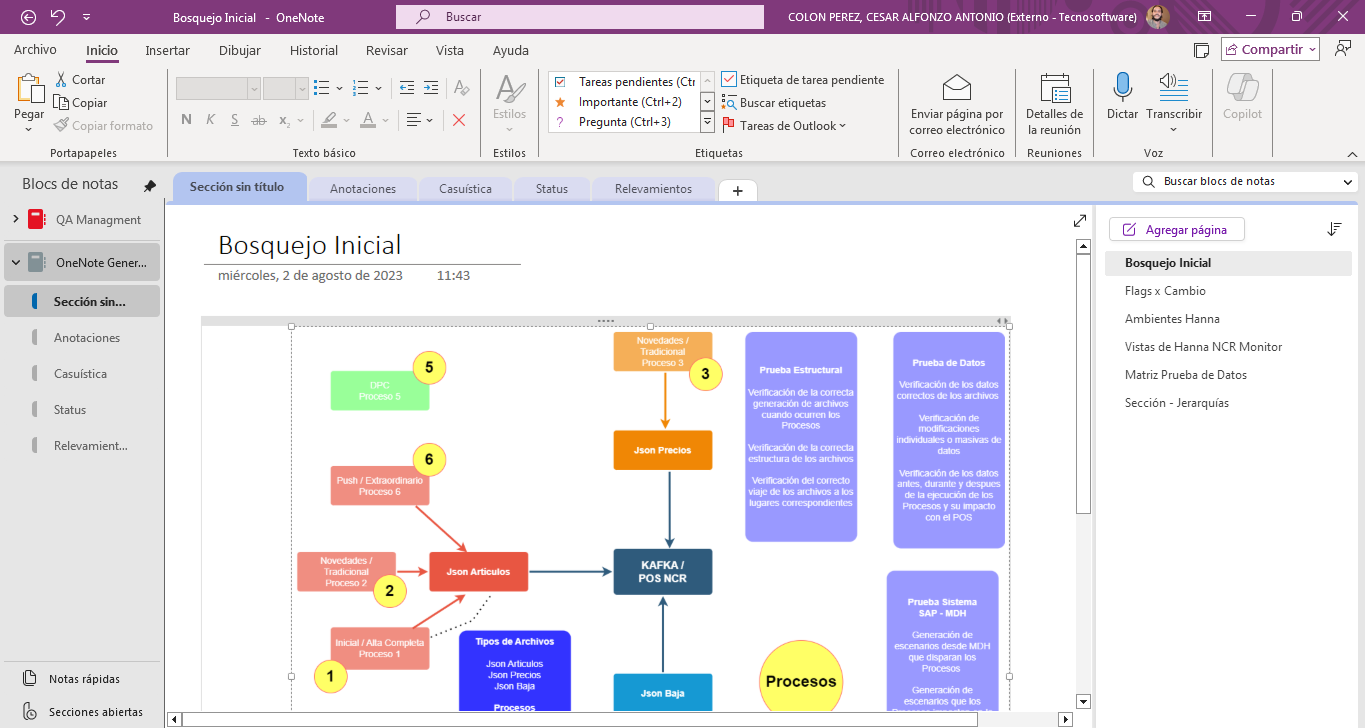 Bosquejo Inicial - OneNote
Buscar
COLON PEREZ, CESAR ALFONZO ANTONIO (Externo - Tecnosoftware)
Archivo
Inicio
Insertar
Dibujar
Historial
Revisar
Vista
Ayuda
Compartir
Pegar
Cortar
Copiar
Copiar formato
Portapapeles
N K S ab x₂ A
Texto básico
Estilos
Estilos
Tareas pendientes (Ctr
Importante (Ctrl+2)
? Pregunta (Ctrl+3)
Etiqueta de tarea pendiente
Buscar etiquetas
Tareas de Outlook
Etiquetas
Enviar página por
correo electrónico
Correo electrónico
Detalles de
la reunión
Reuniones
Dictar
Transcribir
Voz
Copilot
Blocs de notas
QA Managment
OneNote Gener...
Sección sin...
Anotaciones
Casuística
Status
Relevamient...
Notas rápidas
Secciones abiertas
Sección sin título
Anotaciones
Casuística
Status
Relevamientos
+
Buscar blocs de notas
Bosquejo Inicial
miércoles, 2 de agosto de 2023 11:43
DPC
Proceso 5
5
Push / Extraordinario
Proceso 6
6
Novedades /
Tradicional
Proceso 2
2
Inicial / Alta Completa
Proceso 1
1
Json Artículos
Novedades /
Tradicional
Proceso 3
3
Json Precios
KAFKA /
POS NCR
Json Baja
Tipos de Archivos
Json Articulos
Json Precios
Json Baja
Procesos
Prueba Estructural
Verificación de la correcta
generación de archivos
cuando ocurren los
Procesos
Verificación de la correcta
estructura de los archivos
Verificación del correcto
viaje de los archivos a los
lugares correspondientes
Prueba de Datos
Verificación de los datos
correctos de los archivos
Verificación de
modificaciones
individuales o masivas de
datos
Verificación de los datos
antes, durante y despues
de la ejecución de los
Procesos y su impacto
con el POS
Procesos
Prueba Sistema
SAP - MDH
Generación de
escenarios desde MDH
que disparan los
Procesos
Generación de
escenarios que los
Agregar página
Bosquejo Inicial
Flags x Cambio
Ambientes Hanna
Vistas de Hanna NCR Monitor
Matriz Prueba de Datos
Sección - Jerarquías